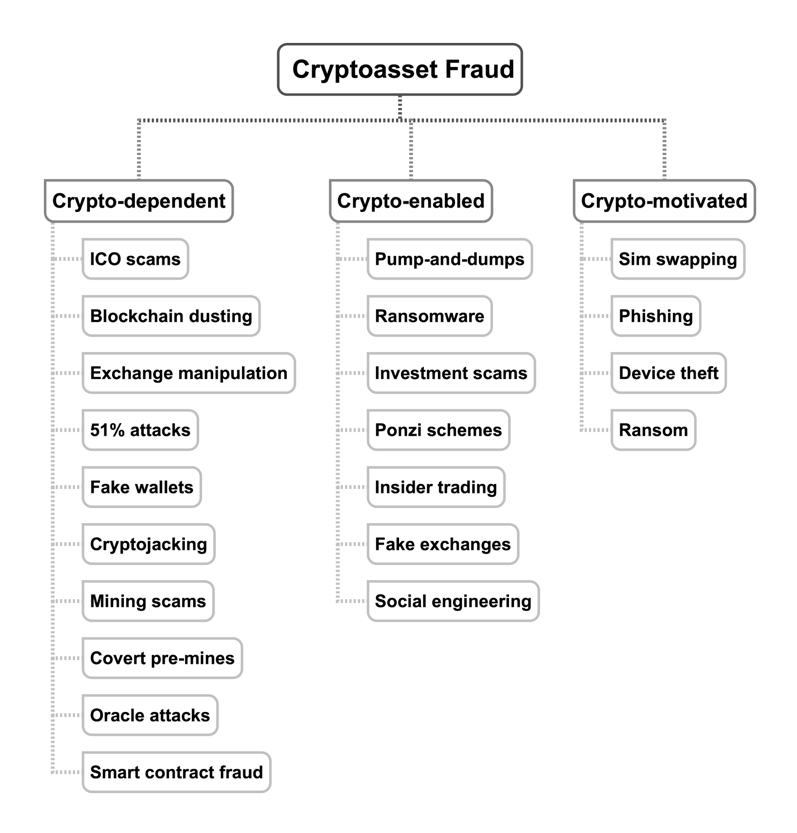 Cryptoasset Fraud
Crypto-dependent
ICO scams
Blockchain dusting
Exchange manipulation
51% attacks
Fake wallets
Cryptojacking
Mining scams
Covert pre-mines
Oracle attacks
Smart contract fraud
Crypto-enabled
Pump-and-dumps
Ransomware
Investment scams
Ponzi schemes
Insider trading
Fake exchanges
Social engineering
Crypto-motivated
Sim swapping
Phishing
Device theft
Ransom